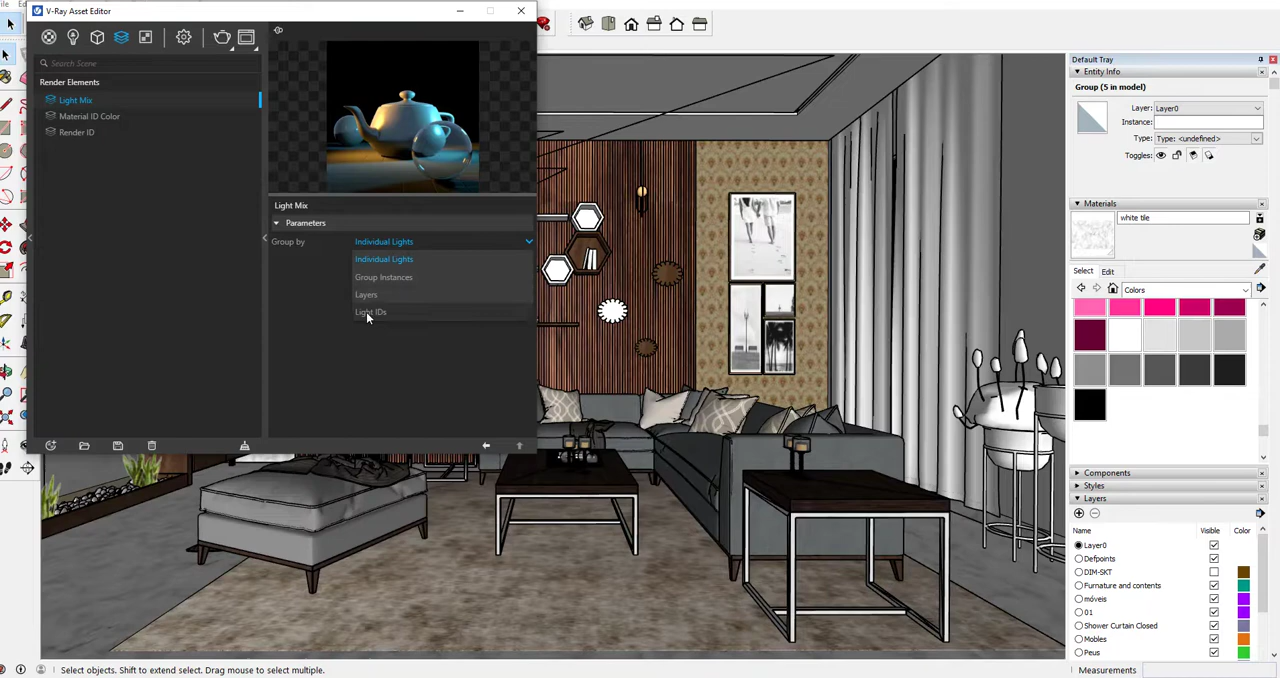 V-Ray Asset Editor
Search Scene
Render Elements
Light Mix
Material ID Color
Render ID
Light Mix
Parameters
Group by
Individual Lights
Individual Lights
Group Instances
Layers
Light IDs
Default Tray
Entity Info
Group (5 in model)
Layer: Layer0
Instance:
Type: Type: <undefined>
Toggles:
Materials
white tile
Select Edit
Colors
Components
Styles
Layers
Name Visible Color
Layer0
Defpoints
DIM-SKT
Furnature and contents
móveis
01
Shower Curtain Closed
Mobles
Peus
Select objects. Shift to extend select. Drag mouse to select multiple.
Measurements